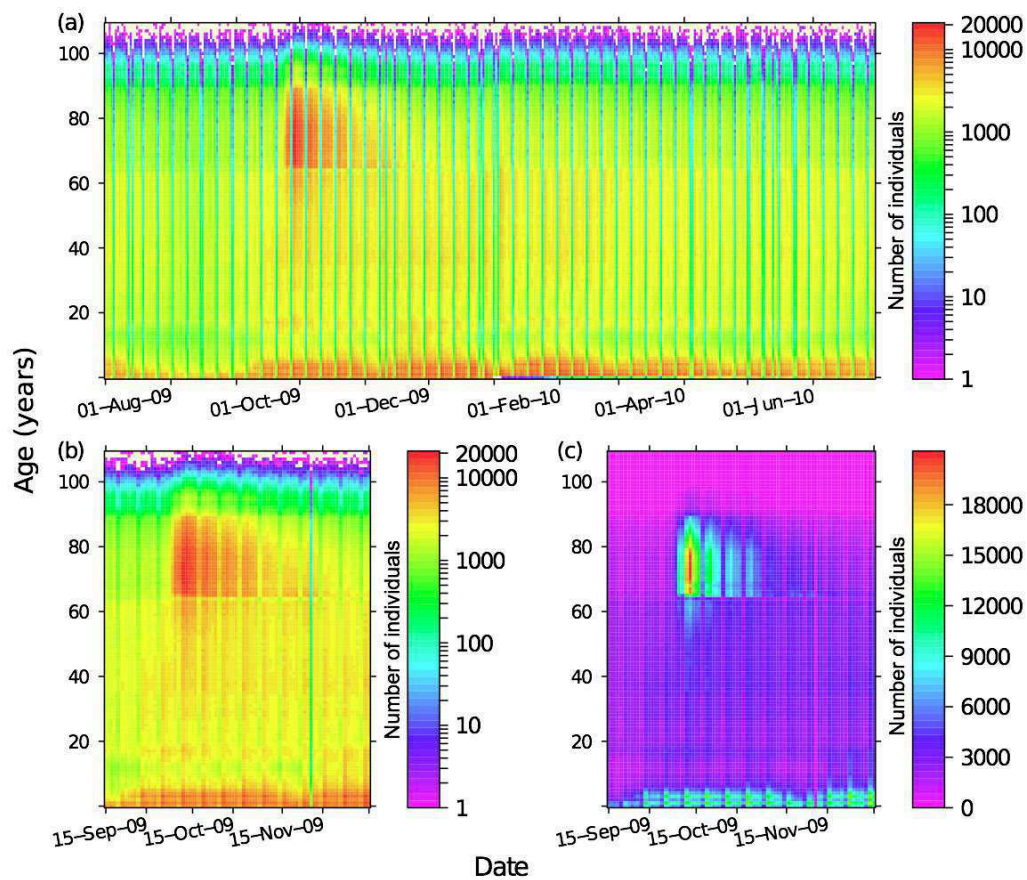 (a)
100
80
60
40
20
01-Aug-09
01-Oct-09
01-Dec-09
01-Feb-10
01-Apr-10
01-Jun-10
Number of individuals
20000
10000
1000
100
10
1
Age (years)
(b)
100
80
60
40
20
15-Sep-09
15-Oct-09
15-Nov-09
Number of individuals
20000
10000
1000
100
10
1
(c)
100
80
60
40
20
15-Sep-09
15-Oct-09
15-Nov-09
Number of individuals
18000
15000
12000
9000
6000
3000
0
Date